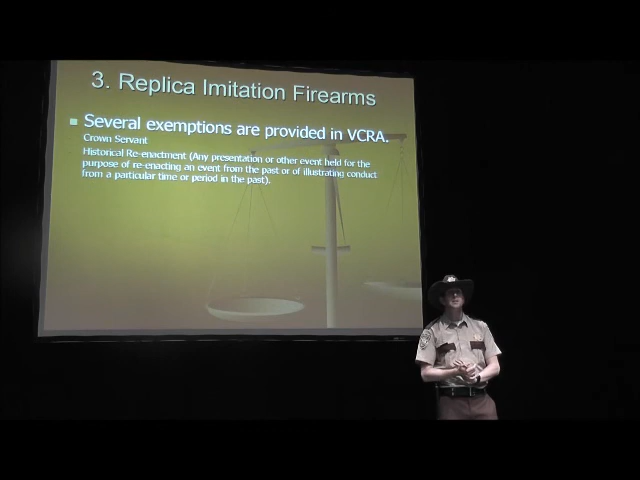 3. Replica Imitation Firearms
Several exemptions are provided in VCRA.
Crown Servant
Historical Re-enactment (Any presentation or other event held for the
purpose of re-enacting an event from the past or of illustrating conduct
from a particular time or period in the past).